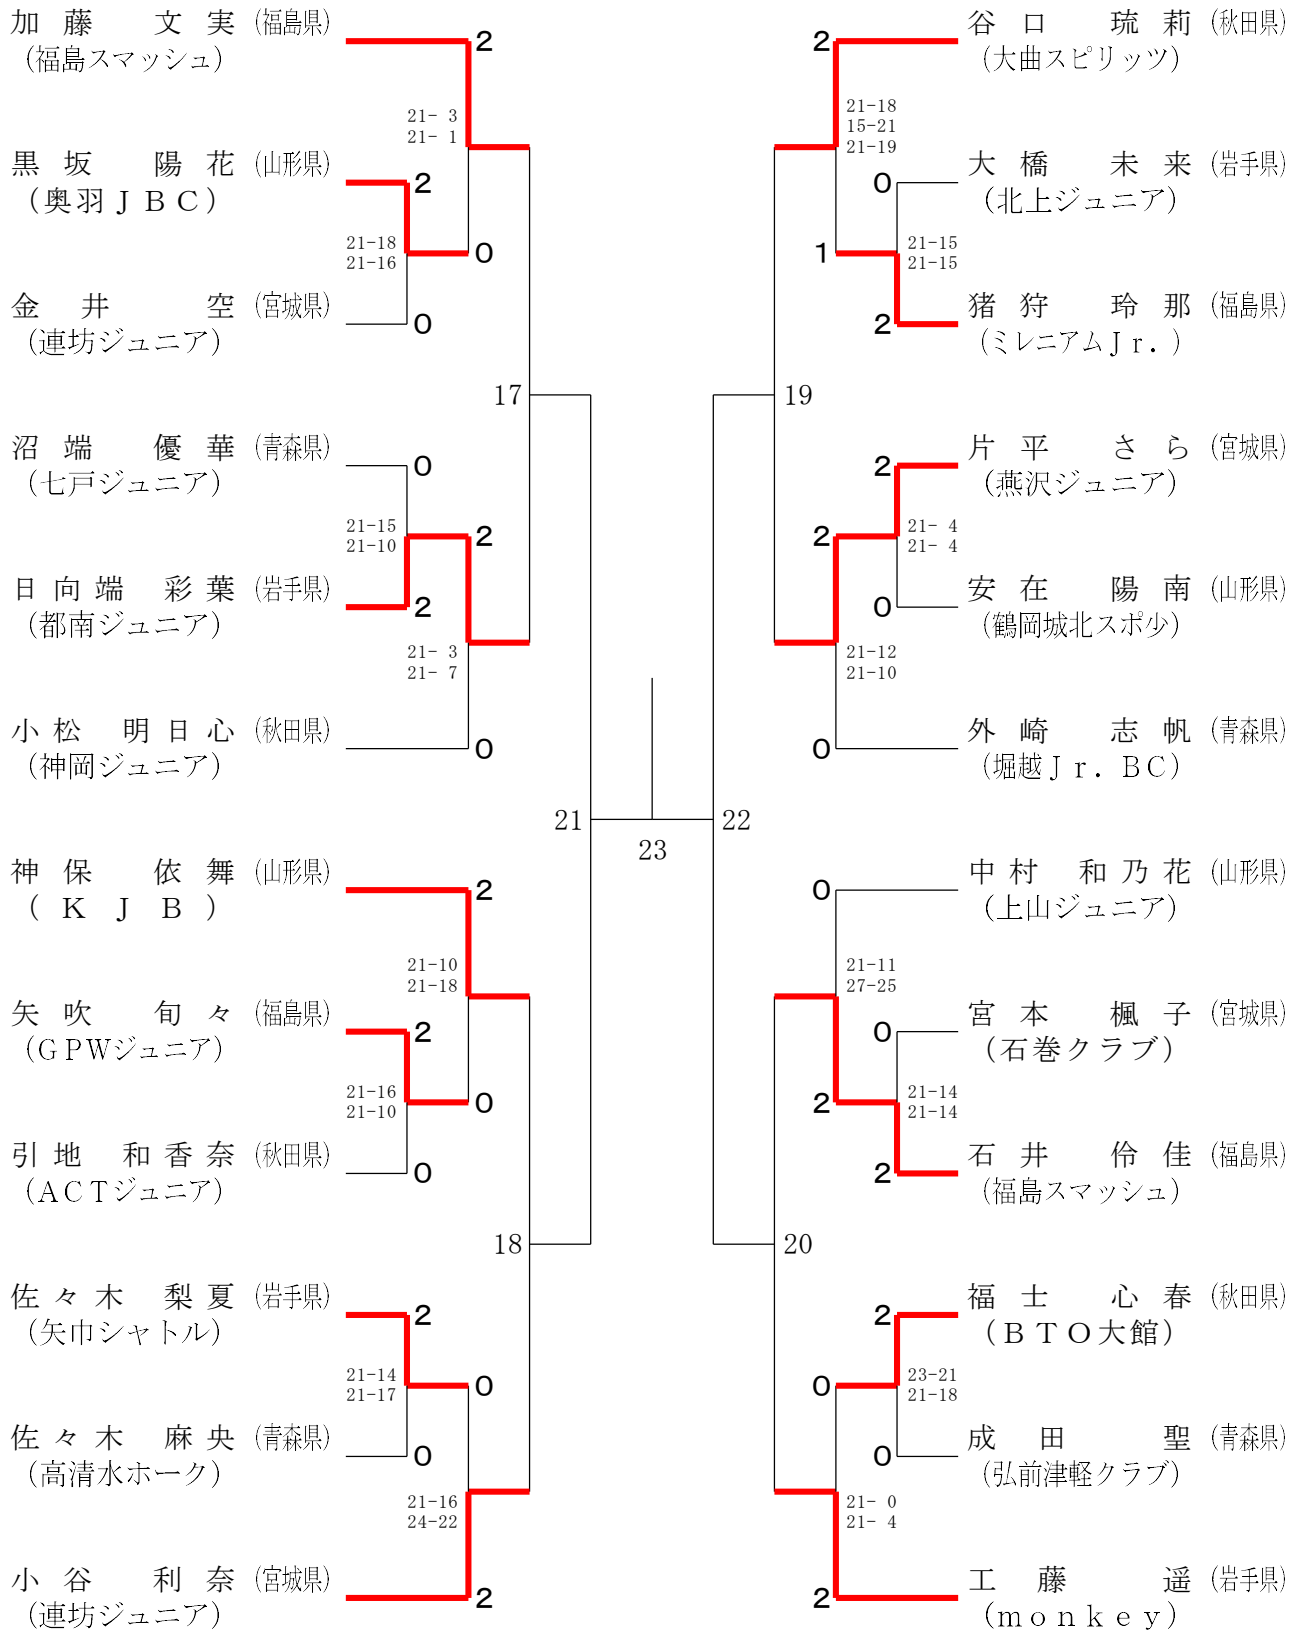 加藤 文実 (福島県)
(福島スマッシュ)
2
21- 3
21- 1
黒坂 陽花 (山形県)
(奥羽ＪＢＣ)
2
21-18
21-16
0
金井 空 (宮城県)
(連坊ジュニア)
0
17
沼端 優華 (青森県)
(七戸ジュニア)
0
21-15
21-10
2
日向端 彩葉 (岩手県)
(都南ジュニア)
2
21- 3
21- 7
小松 明日心 (秋田県)
(神岡ジュニア)
0
21
神保 依舞 (山形県)
(ＫＪＢ)
2
21-10
21-18
矢吹 旬々 (福島県)
(ＧＰＷジュニア)
2
21-16
21-10
0
引地 和香奈 (秋田県)
(ＡＣＴジュニア)
0
18
佐々木 梨夏 (岩手県)
(矢巾シャトル)
2
21-14
21-17
0
佐々木 麻央 (青森県)
(高清水ホーク)
0
21-16
24-22
小谷 利奈 (宮城県)
(連坊ジュニア)
2
23
2
谷口 琉莉 (秋田県)
(大曲スピリッツ)
21-18
15-21
21-19
0
大橋 未来 (岩手県)
(北上ジュニア)
1
21-15
21-15
2
猪狩 玲那 (福島県)
(ミレニアムＪｒ．)
19
2
片平 さら (宮城県)
(燕沢ジュニア)
2
21- 4
21- 4
0
安在 陽南 (山形県)
(鶴岡城北スポ少)
21-12
21-10
0
外崎 志帆 (青森県)
(堀越Ｊｒ．ＢＣ)
22
0
中村 和乃花 (山形県)
(上山ジュニア)
21-11
27-25
0
宮本 楓子 (宮城県)
(石巻クラブ)
2
21-14
21-14
2
石井 伶佳 (福島県)
(福島スマッシュ)
20
2
福士 心春 (秋田県)
(ＢＴＯ大館)
0
23-21
21-18
0
成田 聖 (青森県)
(弘前津軽クラブ)
21- 0
21- 4
2
工藤 遥 (岩手県)
(ｍｏｎｋｅｙ)